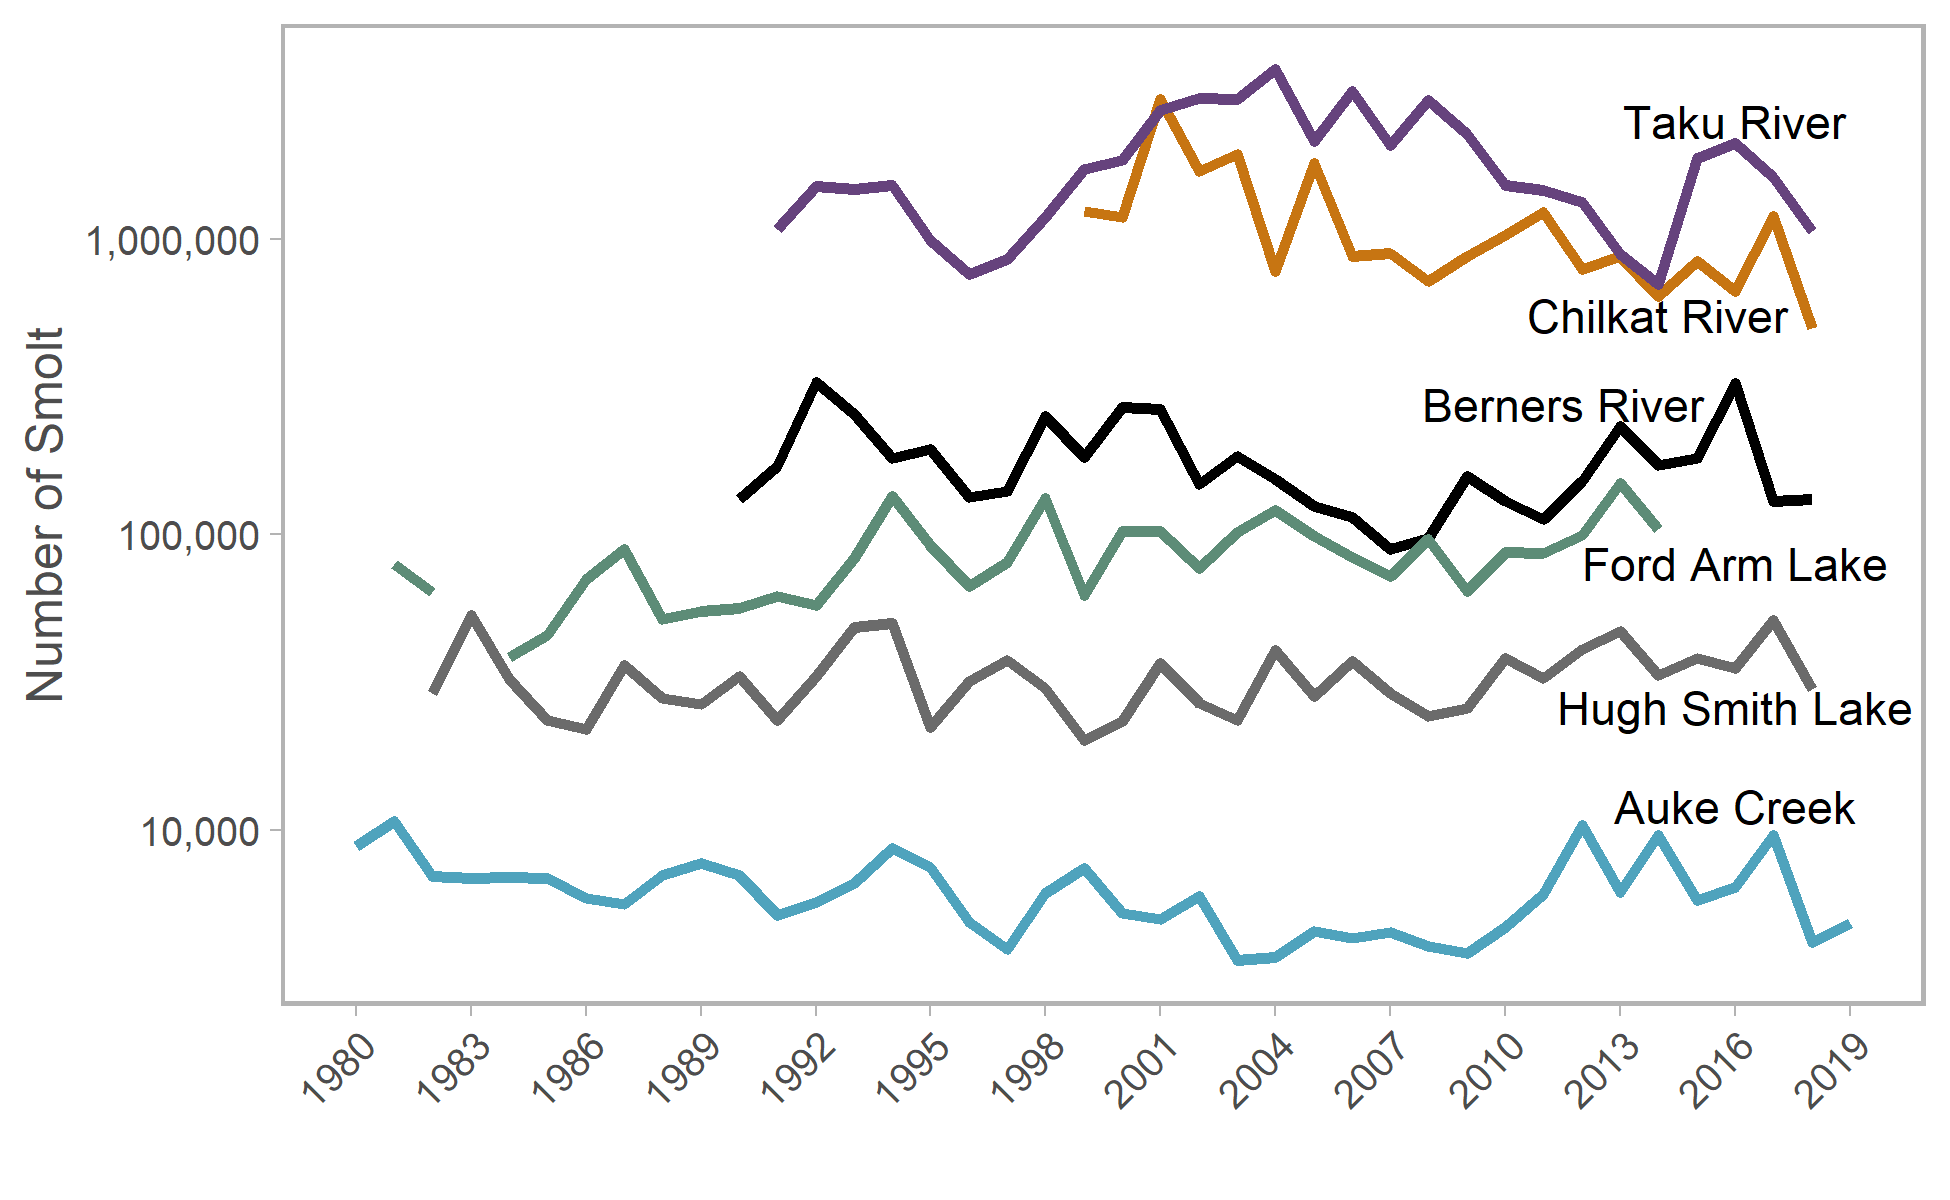 Number of Smolt
1,000,000
100,000
10,000
Taku River
Chilkat River
Berners River
Ford Arm Lake
Hugh Smith Lake
Auke Creek
1980
1983
1986
1989
1992
1995
1998
2001
2004
2007
2010
2013
2016
2019